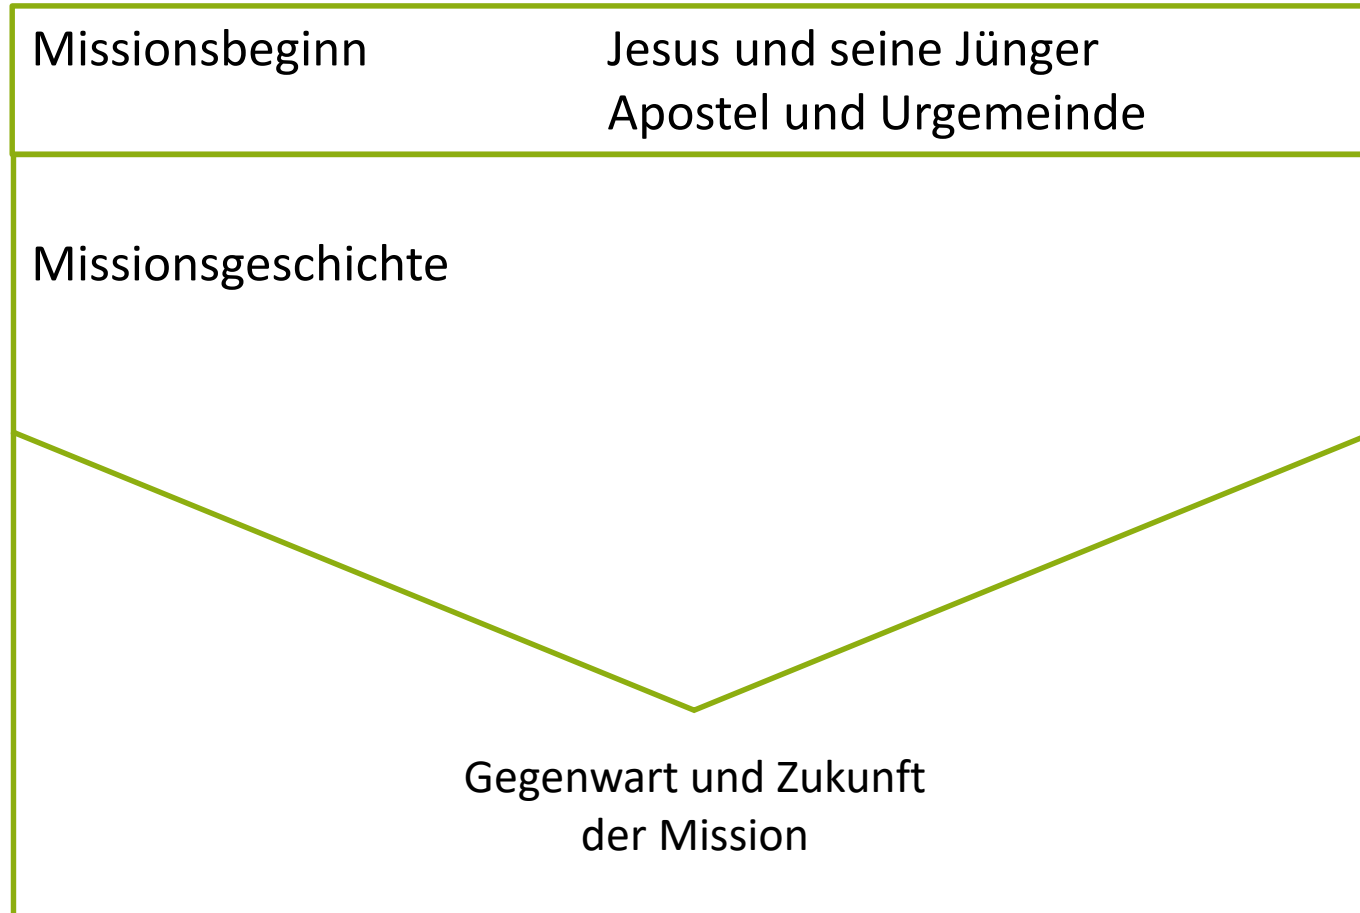 Missionsbeginn Jesus und seine Jünger
Apostel und Urgemeinde
Missionsgeschichte
Gegenwart und Zukunft
der Mission